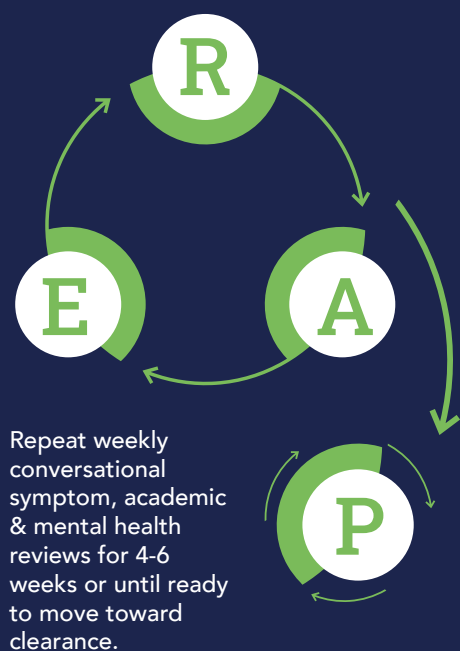 R
E
A
Repeat weekly
conversational
symptom, academic
& mental health
reviews for 4-6
weeks or until ready
to move toward
clearance.
P